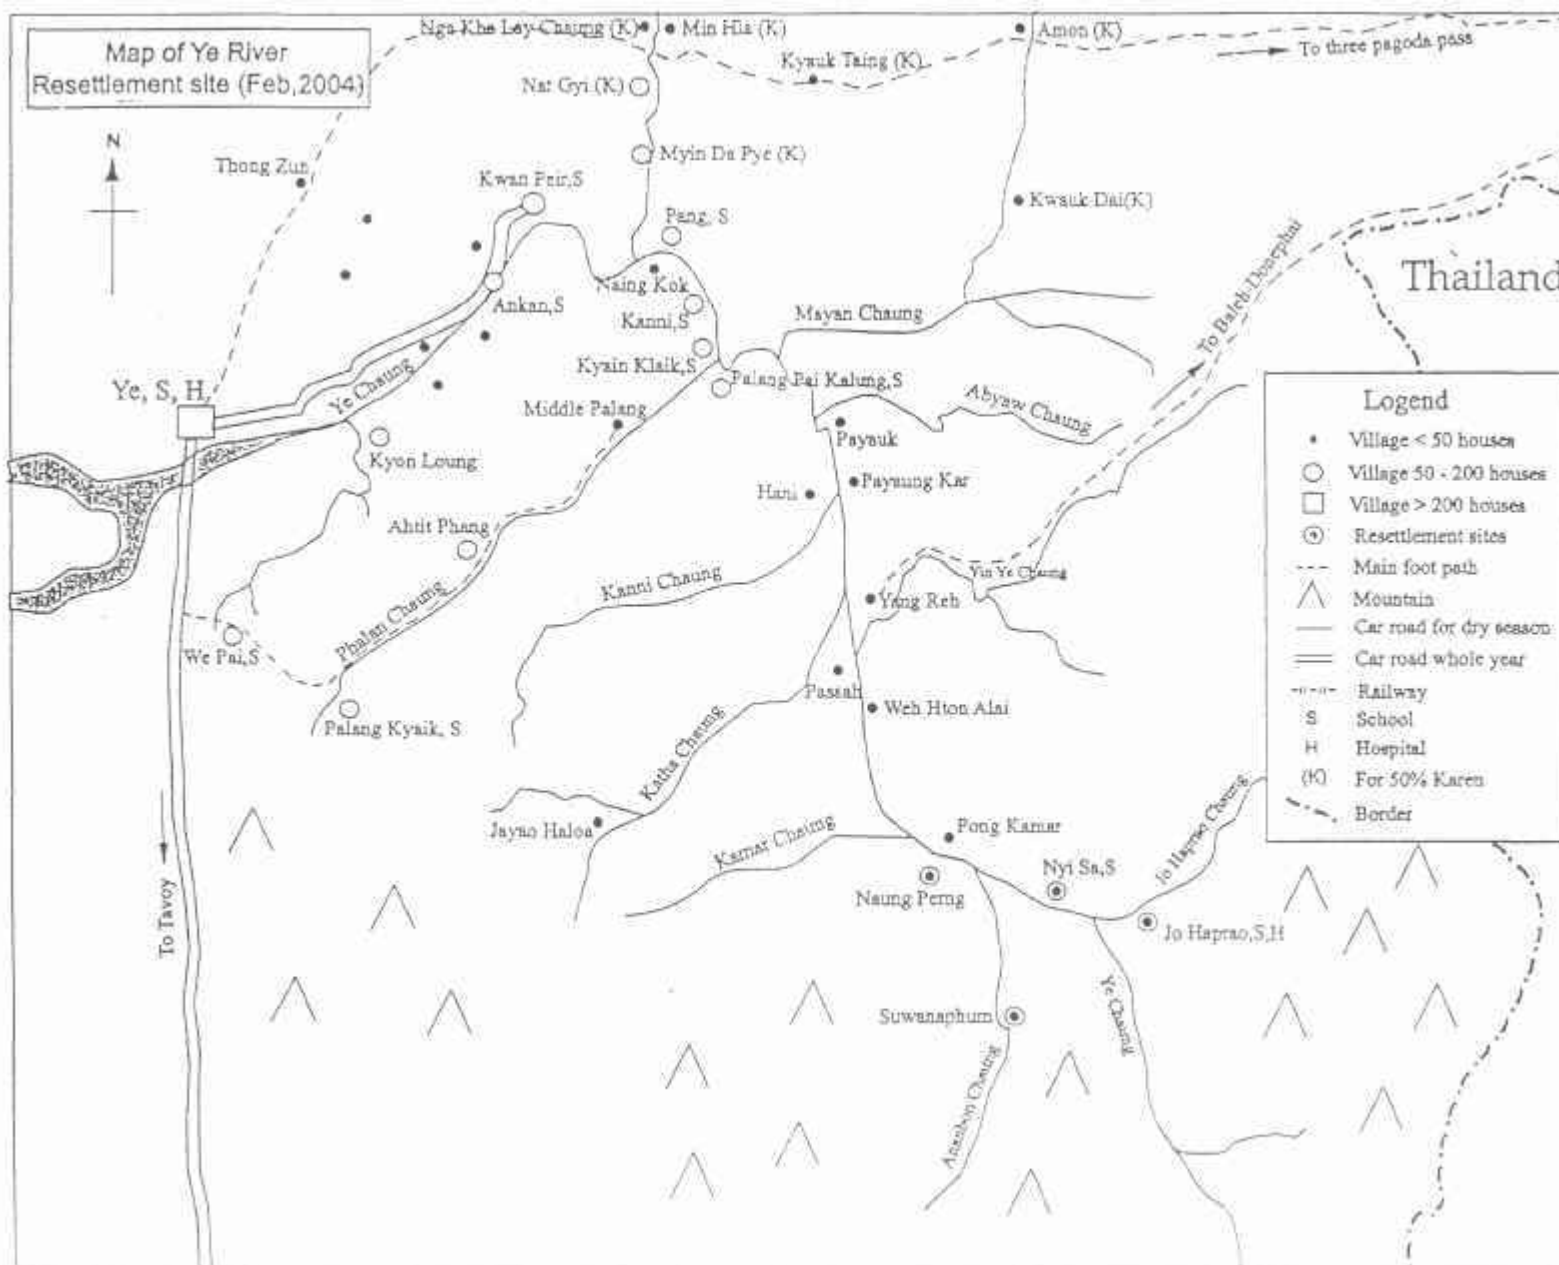 Map of Ye River
Resettlement site (Feb,2004)
N
Nga Khe Lay Chaung (K)
Min Hia (K)
Amon (K)
To three pagoda pass
Kyauk Taing (K)
Nat Gyi (K)
Thong Zun
Myin Da Pye (K)
Kwan Peir,S
Kwauk Dai(K)
Pang, S
Thailand
Naing Kok
Ankan,S
Kanni,S
Mayan Chaung
To Baleh Donephai
Kyain Klaik,S
Palang Pai Kalung,S
Ye, S, H
Ye Chaung
Middle Palang
Abyaw Chaung
Payauk
Kyon Loung
Hani
Payaung Kar
Ahtit Phang
Kanni Chaung
Yin Ye Chaung
Yang Reh
Phalan Chaung
We Pai,S
Palang Kyaik, S
Passah
Weh Hton Alai
Katha Chaung
Jayao Haloa
Kamar Chaung
Pong Kamar
Jo Haprao Chaung
Nyi Sa,S
Naung Perng
Jo Haprao,S,H
To Tavoy
Suwanaphum
Ye Chaung
Ananbon Chaung
Legend
Village < 50 houses
Village 50 - 200 houses
Village > 200 houses
Resettlement sites
Main foot path
Mountain
Car road for dry season
Car road whole year
Railway
S School
H Hospital
(K) For 50% Karen
Border